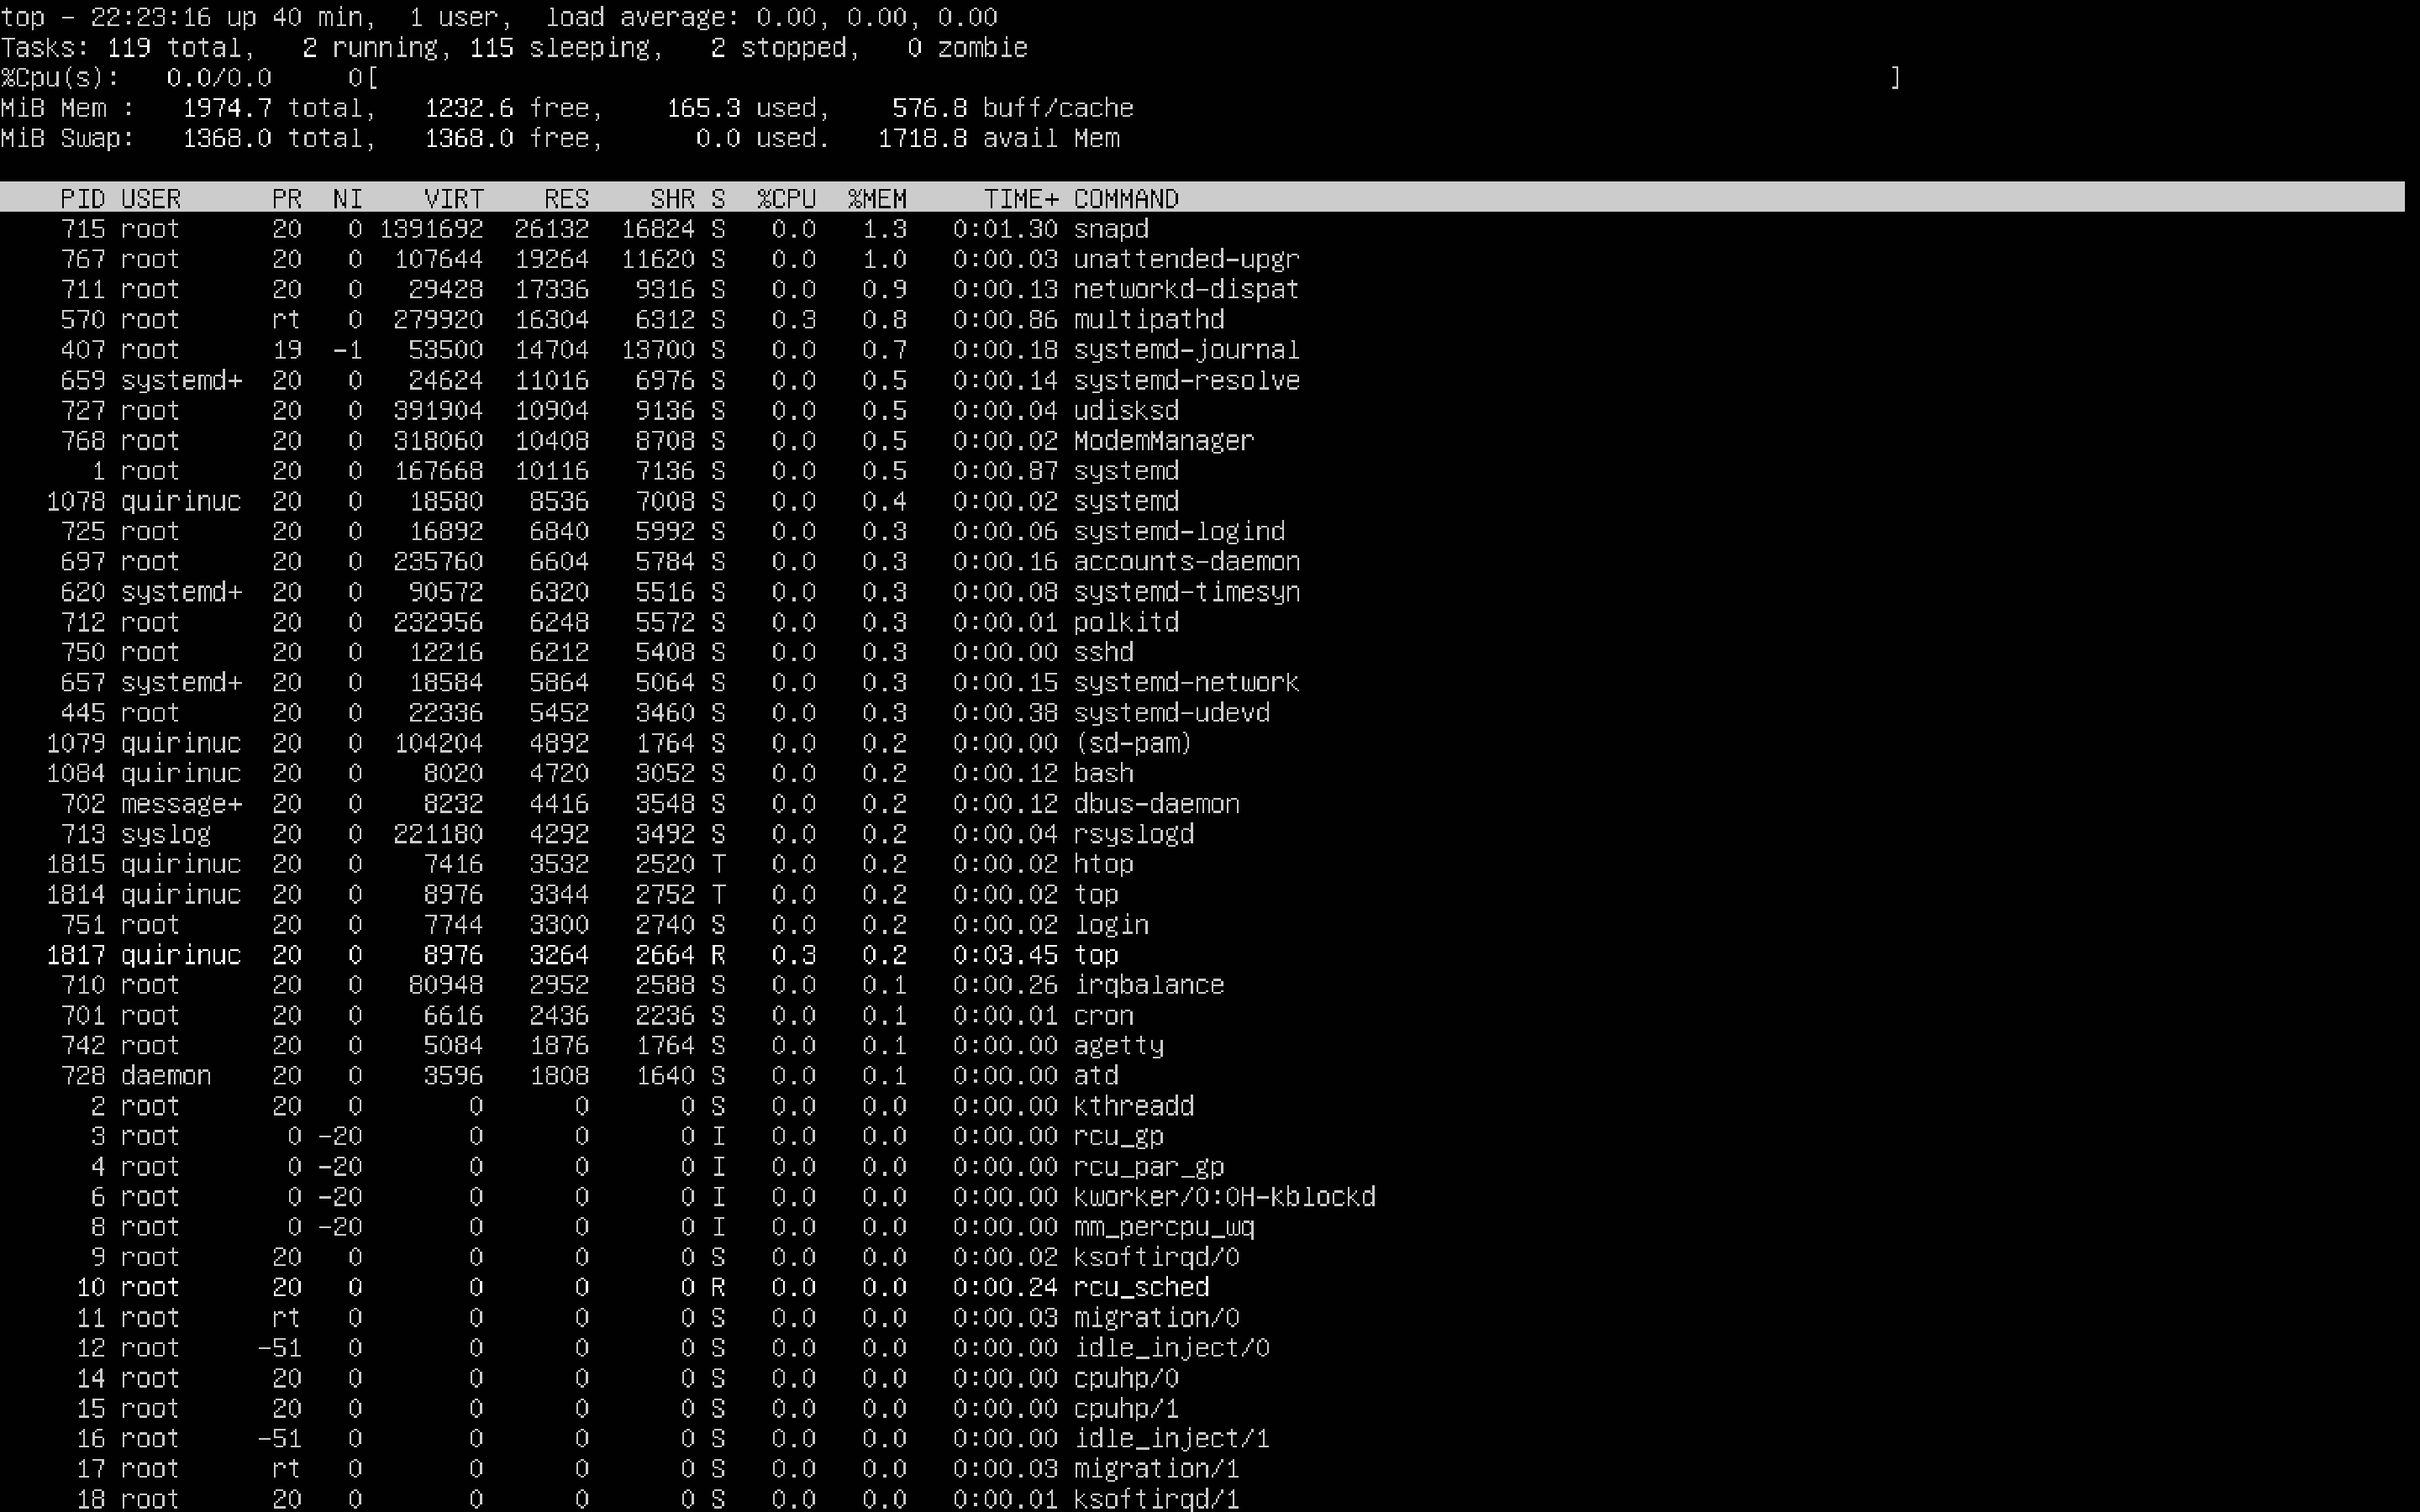 top - 22:23:16 up 40 min,  1 user,  load average: 0.00, 0.00, 0.00
Tasks: 119 total,   2 running, 115 sleeping,   2 stopped,   0 zombie
%Cpu(s):   0.0/0.0     0[                                                                                                    ]
MiB Mem :   1974.7 total,   1232.6 free,    165.3 used,    576.8 buff/cache
MiB Swap:   1368.0 total,   1368.0 free,      0.0 used.   1718.8 avail Mem
    PID USER      PR  NI    VIRT    RES    SHR S  %CPU  %MEM     TIME+ COMMAND
    715 root      20   0 1391692  26132  16824 S   0.0   1.3   0:01.30 snapd
    767 root      20   0  107644  19264  11620 S   0.0   1.0   0:00.03 unattended-upgr
    711 root      20   0   29428  17336   9316 S   0.0   0.9   0:00.13 networkd-dispat
    570 root      rt   0  279920  16304   6312 S   0.3   0.8   0:00.86 multipathd
    407 root      19  -1   53500  14704  13700 S   0.0   0.7   0:00.18 systemd-journal
    659 systemd+  20   0   24624  11016   6976 S   0.0   0.5   0:00.14 systemd-resolve
    727 root      20   0  391904  10904   9136 S   0.0   0.5   0:00.04 udisksd
    768 root      20   0  318060  10408   8708 S   0.0   0.5   0:00.02 ModemManager
      1 root      20   0  167668  10116   7136 S   0.0   0.5   0:00.87 systemd
   1078 quirinuc  20   0   18580   8536   7008 S   0.0   0.4   0:00.02 systemd
    725 root      20   0   16892   6840   5992 S   0.0   0.3   0:00.06 systemd-logind
    697 root      20   0  235760   6604   5784 S   0.0   0.3   0:00.16 accounts-daemon
    620 systemd+  20   0   90572   6320   5516 S   0.0   0.3   0:00.08 systemd-timesyn
    712 root      20   0  232956   6248   5572 S   0.0   0.3   0:00.01 polkitd
    750 root      20   0   12216   6212   5408 S   0.0   0.3   0:00.00 sshd
    657 systemd+  20   0   18584   5864   5064 S   0.0   0.3   0:00.15 systemd-network
    445 root      20   0   22336   5452   3460 S   0.0   0.3   0:00.38 systemd-udevd
   1079 quirinuc  20   0  104204   4892   1764 S   0.0   0.2   0:00.00 (sd-pam)
   1084 quirinuc  20   0    8020   4720   3052 S   0.0   0.2   0:00.12 bash
    702 message+  20   0    8232   4416   3548 S   0.0   0.2   0:00.12 dbus-daemon
    713 syslog    20   0  221180   4292   3492 S   0.0   0.2   0:00.04 rsyslogd
   1815 quirinuc  20   0    7416   3532   2520 T   0.0   0.2   0:00.02 htop
   1814 quirinuc  20   0    8976   3344   2752 T   0.0   0.2   0:00.02 top
    751 root      20   0    7744   3300   2740 S   0.0   0.2   0:00.02 login
   1817 quirinuc  20   0    8976   3264   2664 R   0.3   0.2   0:03.45 top
    710 root      20   0   80948   2952   2588 S   0.0   0.1   0:00.26 irqbalance
    701 root      20   0    6616   2436   2236 S   0.0   0.1   0:00.01 cron
    742 root      20   0    5084   1876   1764 S   0.0   0.1   0:00.00 agetty
    728 daemon    20   0    3596   1808   1640 S   0.0   0.1   0:00.00 atd
      2 root      20   0       0      0      0 S   0.0   0.0   0:00.00 kthreadd
      3 root       0 -20       0      0      0 I   0.0   0.0   0:00.00 rcu_gp
      4 root       0 -20       0      0      0 I   0.0   0.0   0:00.00 rcu_par_gp
      6 root       0 -20       0      0      0 I   0.0   0.0   0:00.00 kworker/0:0H-kblockd
      8 root       0 -20       0      0      0 I   0.0   0.0   0:00.00 mm_percpu_wq
      9 root      20   0       0      0      0 S   0.0   0.0   0:00.02 ksoftirqd/0
     10 root      20   0       0      0      0 R   0.0   0.0   0:00.24 rcu_sched
     11 root      rt   0       0      0      0 S   0.0   0.0   0:00.03 migration/0
     12 root     -51   0       0      0      0 S   0.0   0.0   0:00.00 idle_inject/0
     14 root      20   0       0      0      0 S   0.0   0.0   0:00.00 cpuhp/0
     15 root      20   0       0      0      0 S   0.0   0.0   0:00.00 cpuhp/1
     16 root     -51   0       0      0      0 S   0.0   0.0   0:00.00 idle_inject/1
     17 root      rt   0       0      0      0 S   0.0   0.0   0:00.03 migration/1
     18 root      20   0       0      0      0 S   0.0   0.0   0:00.01 ksoftirqd/1